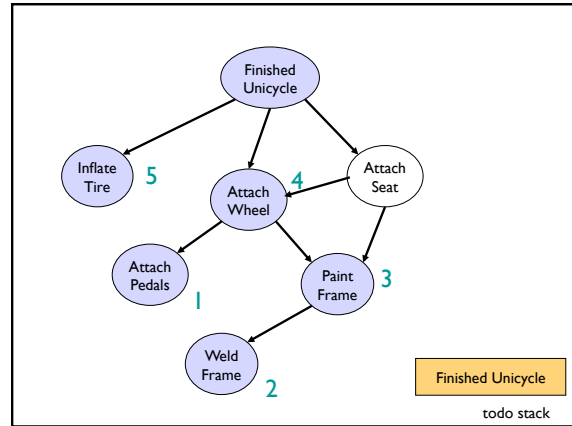 Finished
Unicycle
Inflate
Tire
5
Attach
Wheel
4
Attach
Seat
Attach
Pedals
1
Paint
Frame
3
Weld
Frame
2
Finished Unicycle
todo stack